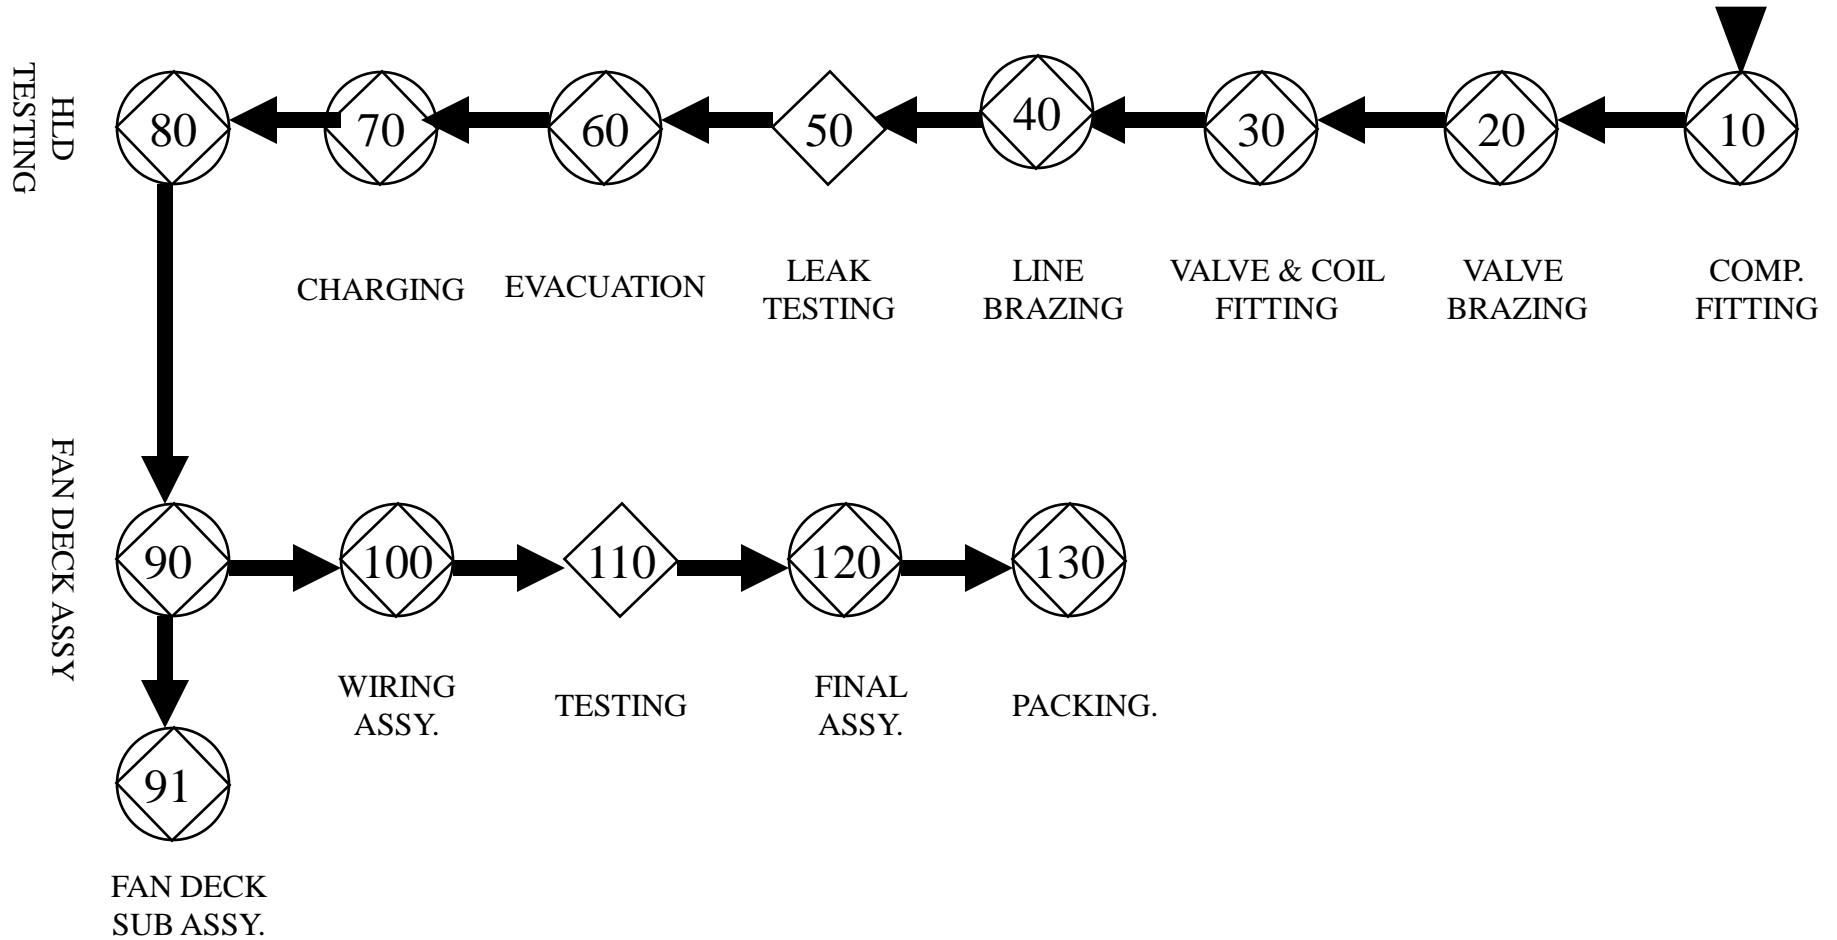 HLD
TESTING
80
70
60
50
40
30
20
10
CHARGING
EVACUATION
LEAK
TESTING
LINE
BRAZING
VALVE & COIL
FITTING
VALVE
BRAZING
COMP.
FITTING
FAN DECK ASSY
90
100
110
120
130
WIRING
ASSY.
TESTING
FINAL
ASSY.
PACKING.
91
FAN DECK
SUB ASSY.